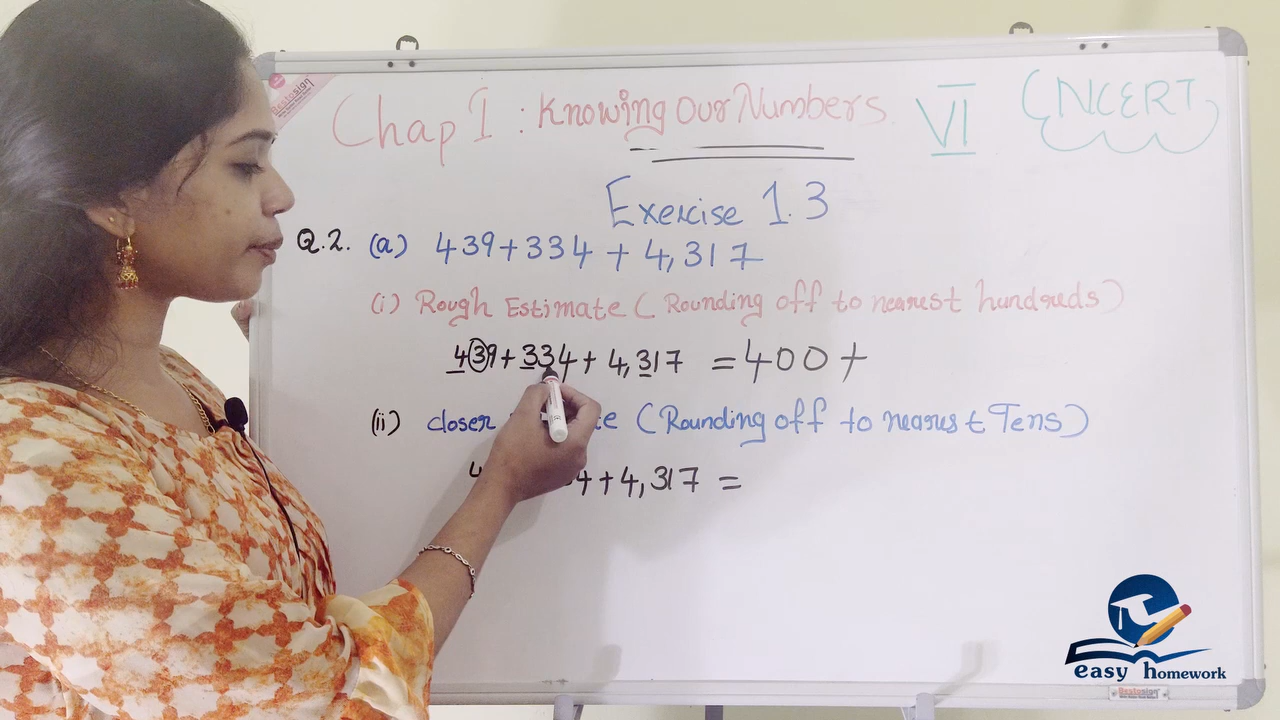 Chap I : Knowing Our Numbers. VI NCERT
Exercise 1.3
Q.2. (a) 439+334+4,317
(i) Rough Estimate (Rounding off to nearest hundreds)
439+334+4,317 =400+
(ii) closer (Rounding off to nearest Tens)
4+4,317 =
easy homework